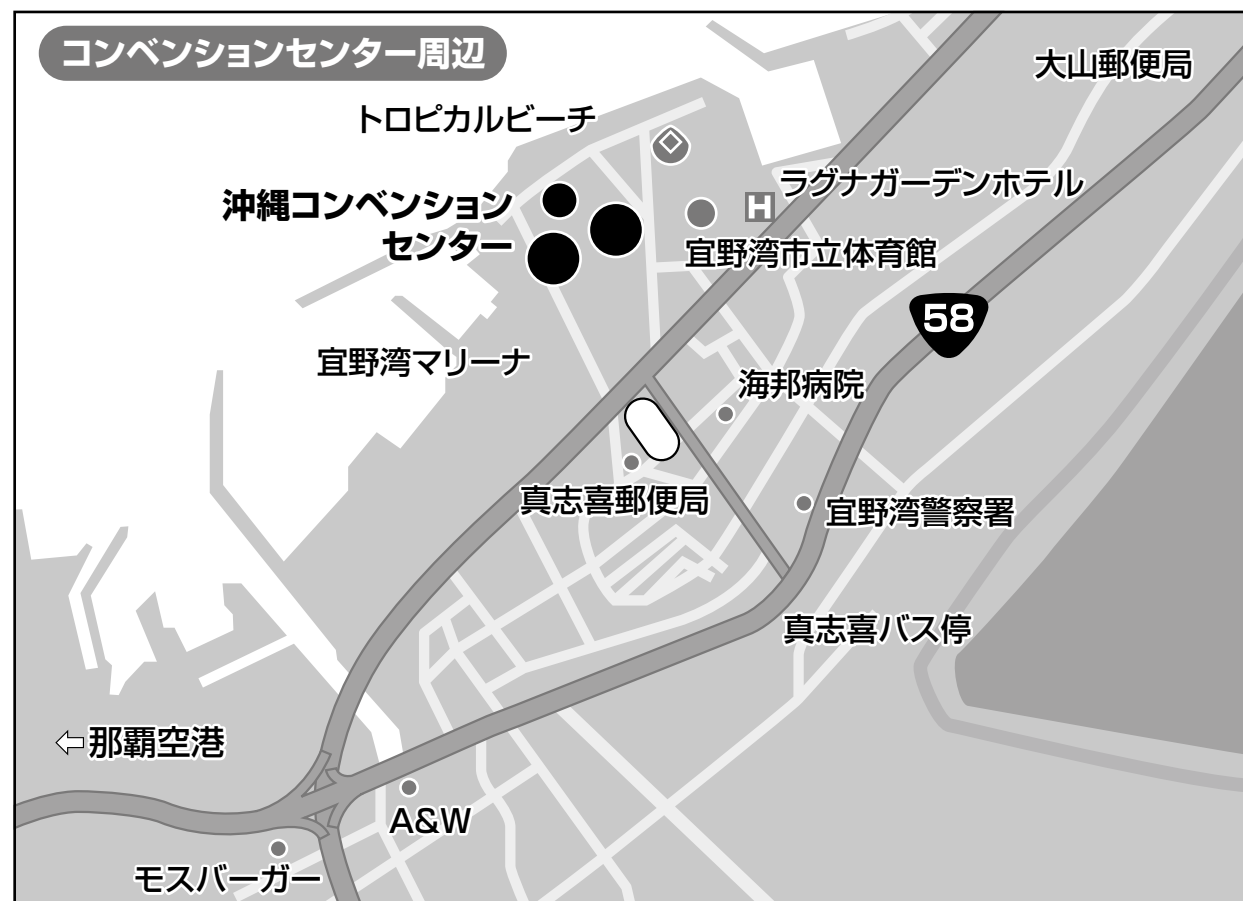 コンベンションセンター周辺
大山郵便局
トロピカルビーチ
ラグナガーデンホテル
H
沖縄コンベンション
センター
宜野湾市立体育館
58
宜野湾マリーナ
海邦病院
真志喜郵便局
宜野湾警察署
真志喜バス停
⇦那覇空港
A&W
モスバーガー